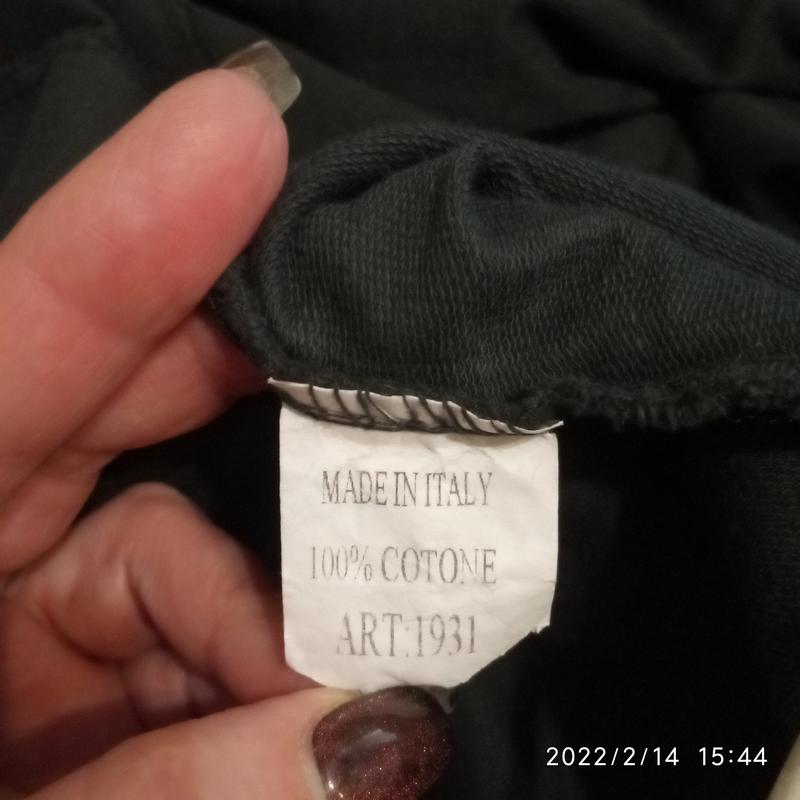 MADE IN ITALY
100% COTONE
ART:1931
2022/2/14 15:44